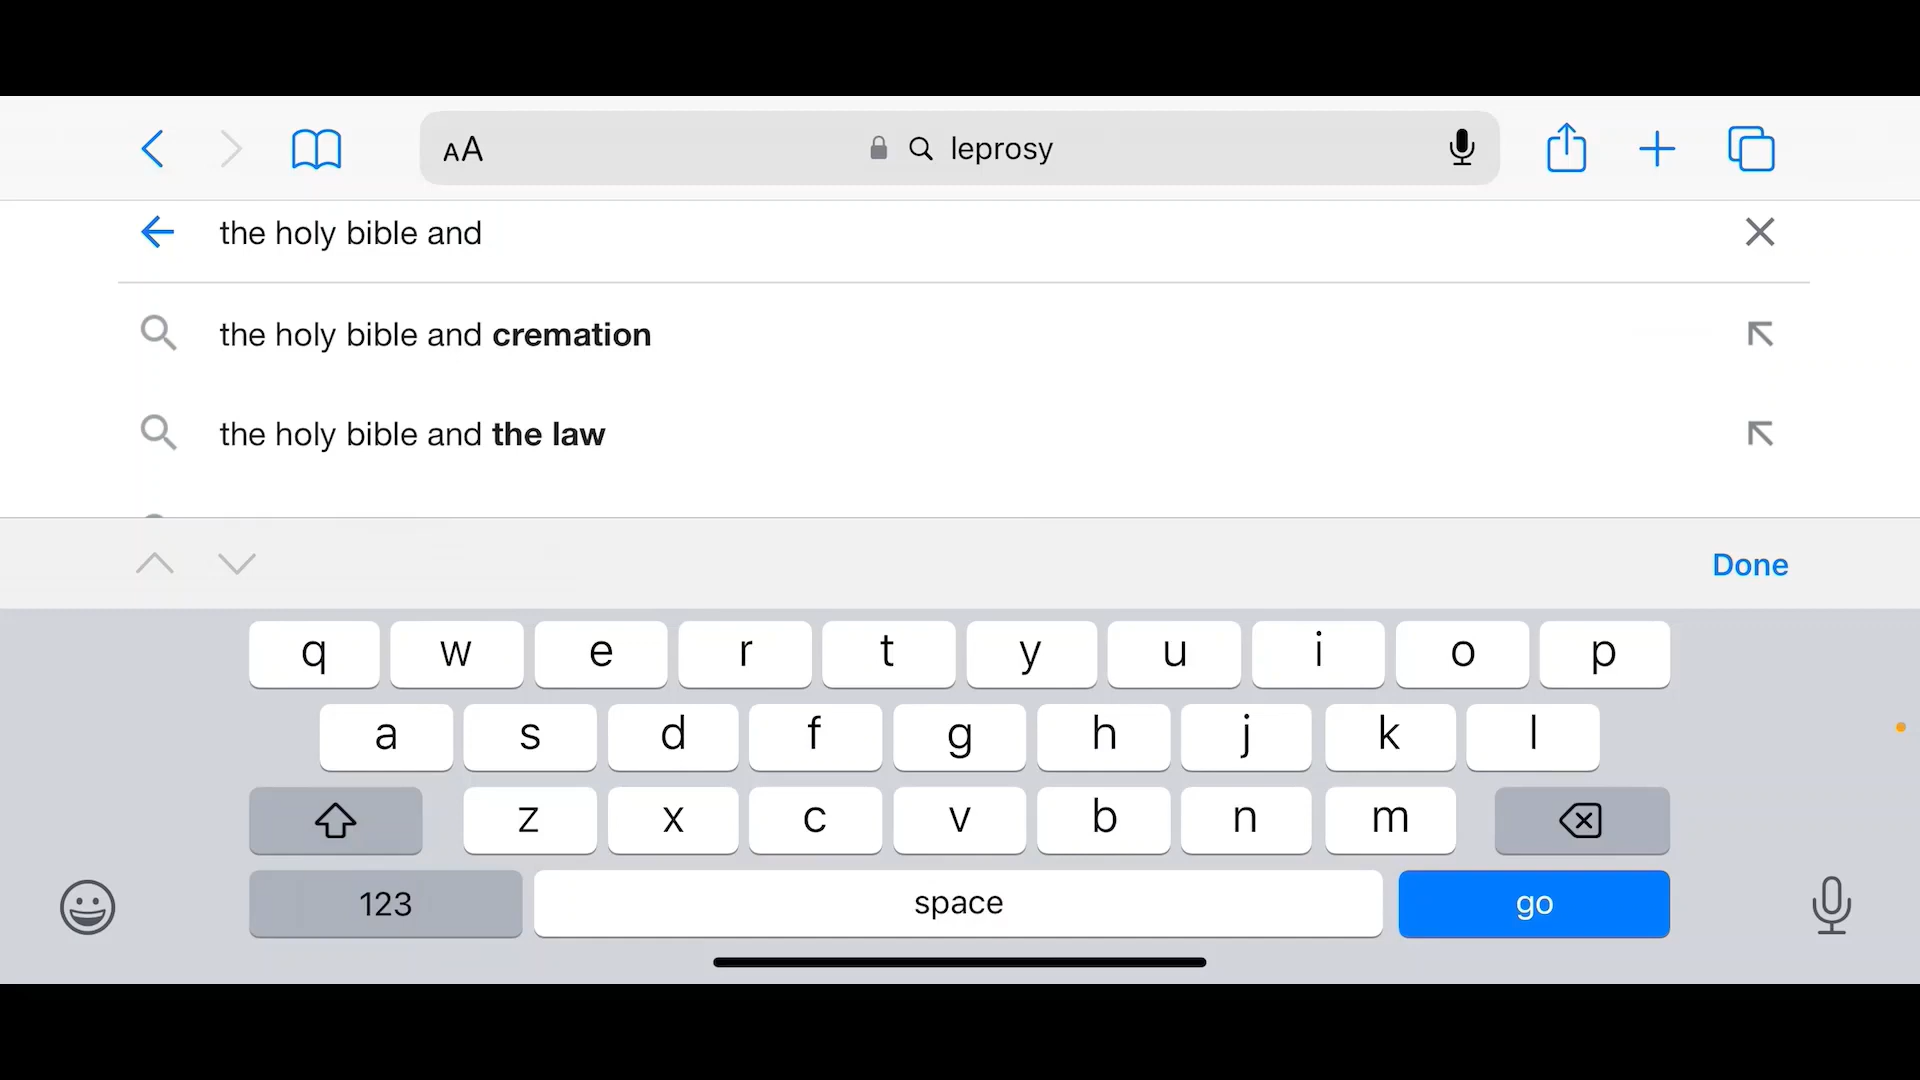 AA leprosy
the holy bible and
the holy bible and cremation
the holy bible and the law
Done
q w e r t y u i o p
a s d f g h j k l
z x c v b n m
123 space go